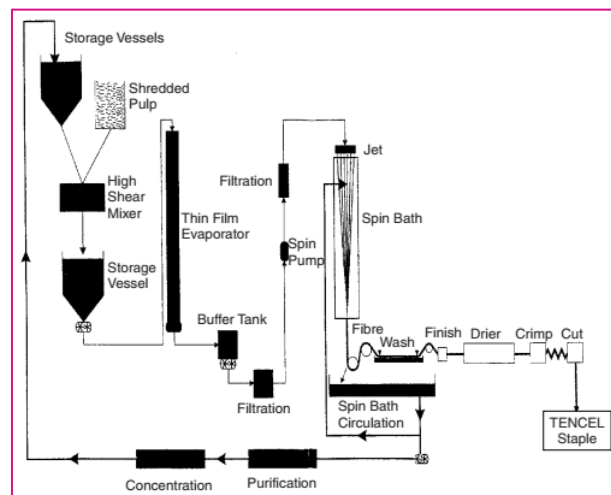 Storage Vessels
Shredded
Pulp
High
Shear
Mixer
Storage
Vessel
Thin Film
Evaporator
Buffer Tank
Filtration
Filtration
Spin
Pump
Jet
Spin Bath
Fibre
Wash
Finish
Drier
Crimp
Cut
Spin Bath
Circulation
TENCEL
Staple
Concentration
Purification